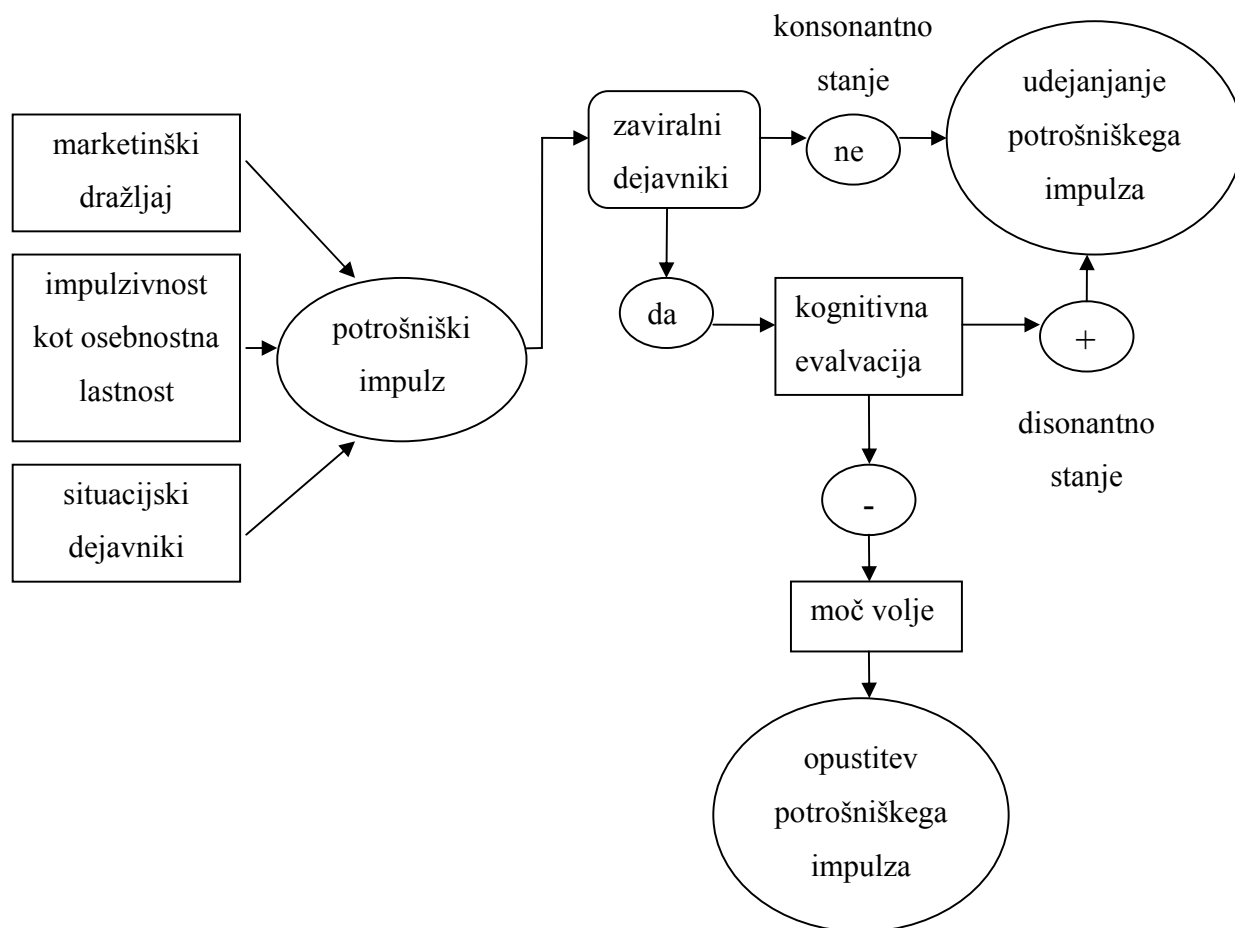 marketinški
dražljaj
impulzivnost
kot osebnostna
lastnost
situacijski
dejavniki
potrošniški
impulz
zaviralni
dejavniki
konsonantno
stanje
ne
udejanjanje
potrošniškega
impulza
da
kognitivna
evalvacija
+
disonantno
stanje
-
moč volje
opustitev
potrošniškega
impulza